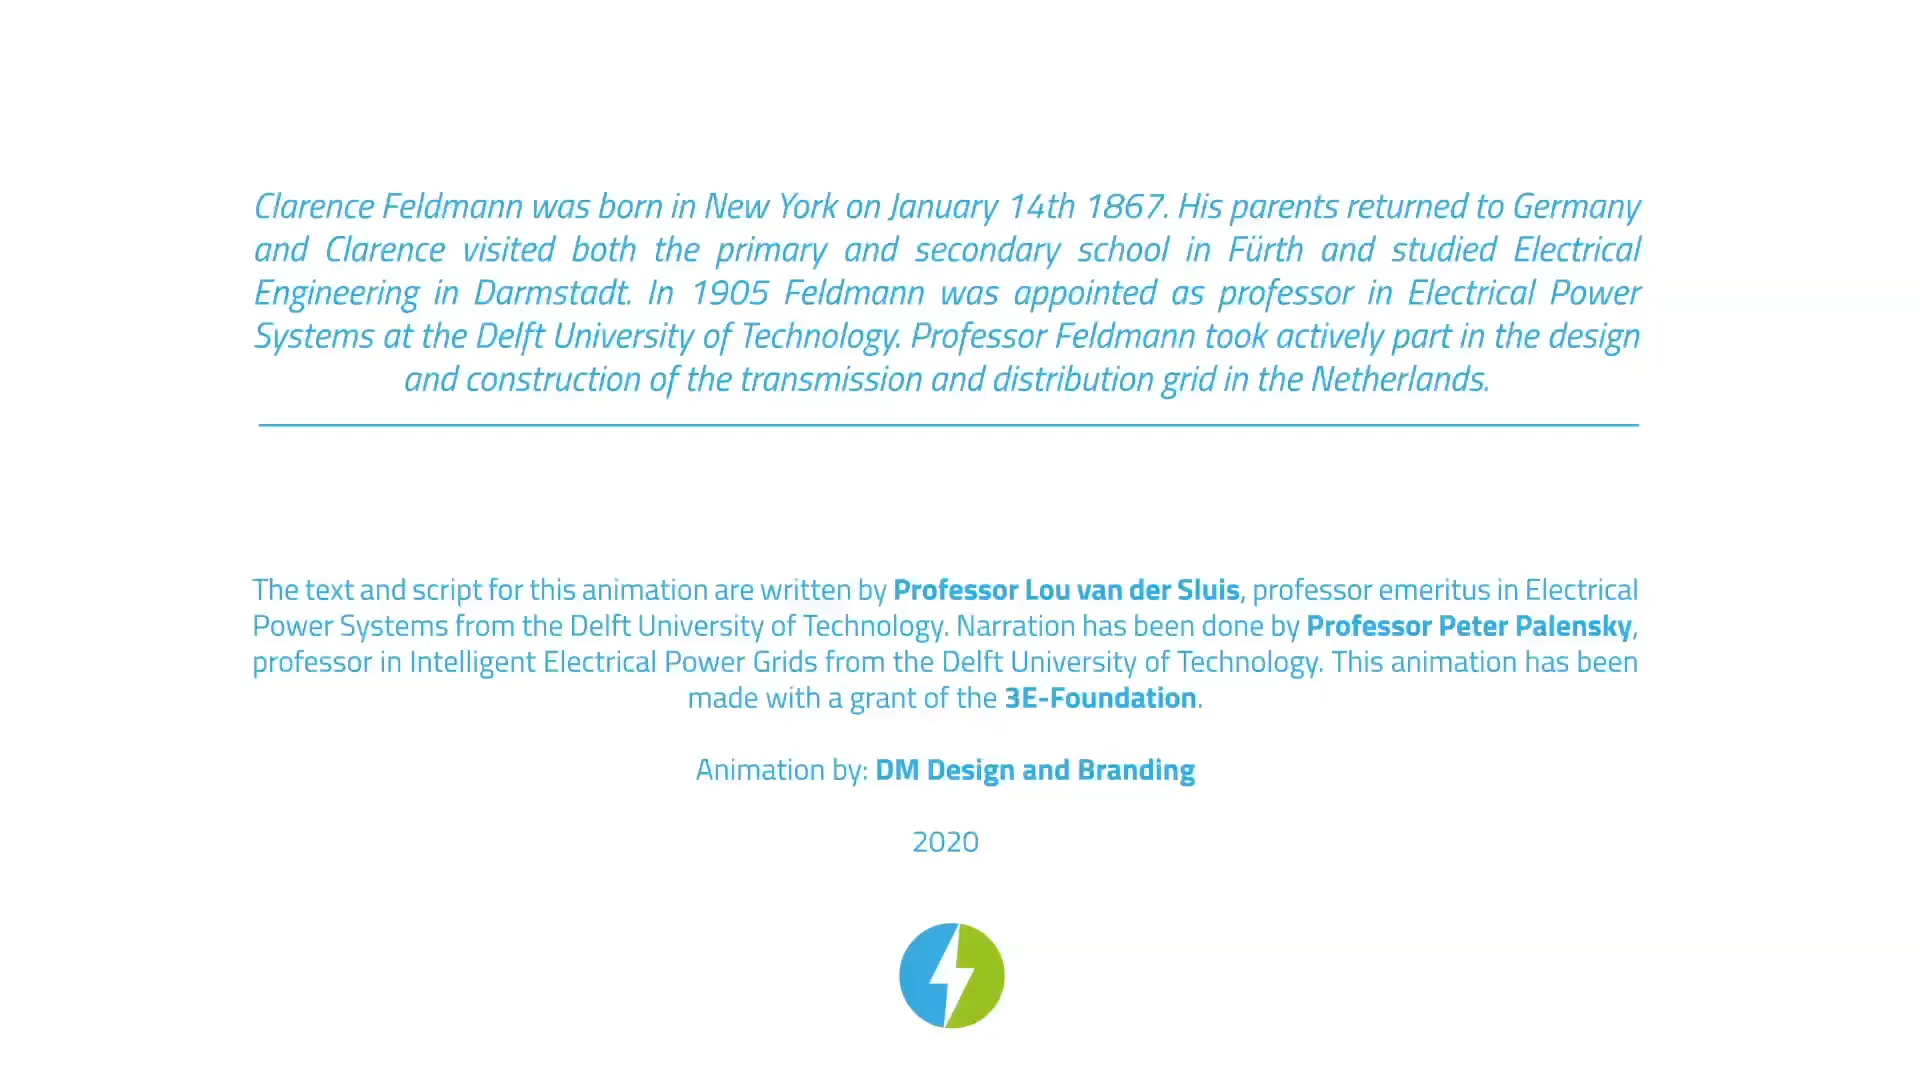 Clarence Feldmann was born in New York on January 14th 1867. His parents returned to Germany
and Clarence visited both the primary and secondary school in Fürth and studied Electrical
Engineering in Darmstadt. In 1905 Feldmann was appointed as professor in Electrical Power
Systems at the Delft University of Technology. Professor Feldmann took actively part in the design
and construction of the transmission and distribution grid in the Netherlands.
The text and script for this animation are written by Professor Lou van der Sluis, professor emeritus in Electrical
Power Systems from the Delft University of Technology. Narration has been done by Professor Peter Palensky,
professor in Intelligent Electrical Power Grids from the Delft University of Technology. This animation has been
made with a grant of the 3E-Foundation.
Animation by: DM Design and Branding
2020